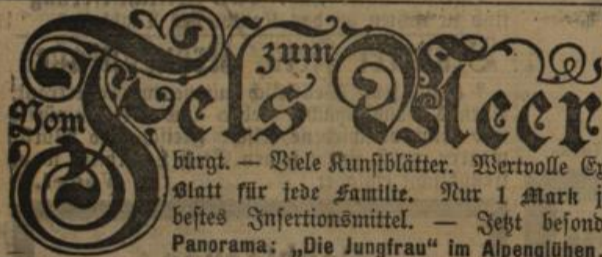 Vom Fels zum Meer
bürgt. — Viele Kunstblätter. Wertvolle
Blatt für jede Familie. Nur 1 Mark
bestes Insertionsmittel. — Jetzt
Panorama: „Die Jungfrau“ im Alpenglühen.